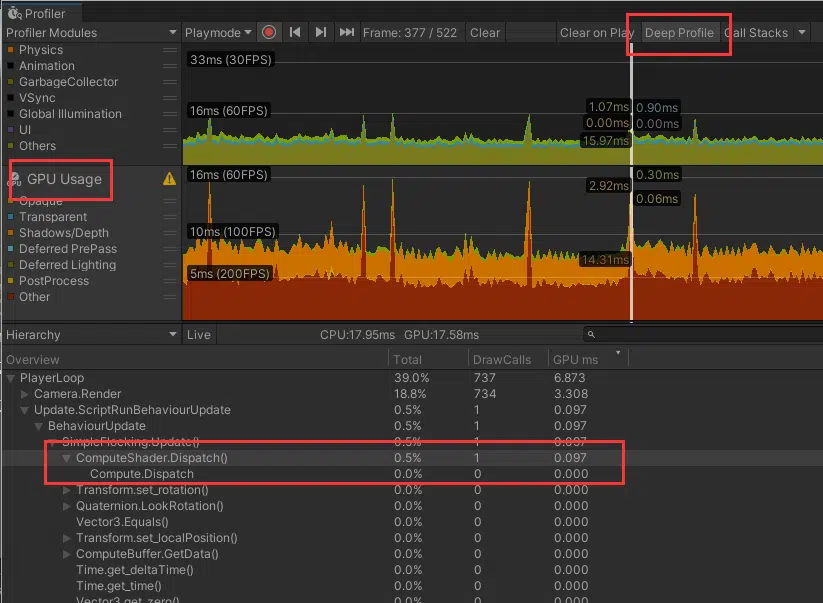 Profiler
Profiler Modules Playmode Frame: 377 / 522 Clear Clear on Play Deep Profile Call Stacks
Physics
Animation
GarbageCollector
VSync
Global Illumination
UI
Others
33ms (30FPS)
16ms (60FPS)
1.07ms 0.90ms
0.00ms 0.00ms
15.97ms
GPU Usage
Opaque
Transparent
Shadows/Depth
Deferred PrePass
Deferred Lighting
PostProcess
Other
16ms (60FPS)
10ms (100FPS)
5ms (200FPS)
0.30ms
2.92ms
0.06ms
14.31ms
Hierarchy Live CPU:17.95ms GPU:17.58ms
Overview Total DrawCalls GPU ms
PlayerLoop 39.0% 737 6.873
Camera.Render 18.8% 734 3.308
Update.ScriptRunBehaviourUpdate 0.5% 1 0.097
BehaviourUpdate 0.5% 1 0.097
SimpleFlocking.Update() 0.5% 1 0.097
ComputeShader.Dispatch() 0.5% 1 0.097
Compute.Dispatch 0.0% 0 0.000
Transform.set_rotation() 0.0% 0 0.000
Quaternion.LookRotation() 0.0% 0 0.000
Vector3.Equals() 0.0% 0 0.000
Transform.set_localPosition() 0.0% 0 0.000
ComputeBuffer.GetData() 0.0% 0 0.000
Time.get_deltaTime() 0.0% 0 0.000
Time.get_time() 0.0% 0 0.000
Vector3.get_zero() 0.0% 0 0.000